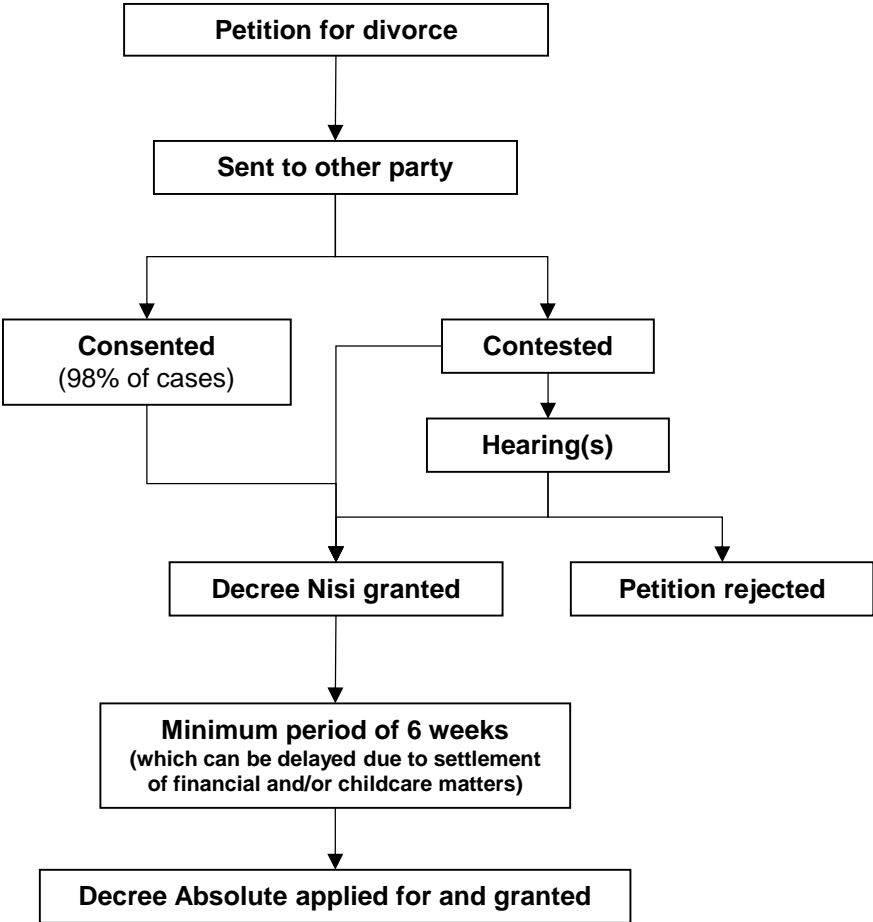 Petition for divorce
Sent to other party
Consented
(98% of cases)
Contested
Hearing(s)
Decree Nisi granted
Petition rejected
Minimum period of 6 weeks
(which can be delayed due to settlement
of financial and/or childcare matters)
Decree Absolute applied for and granted